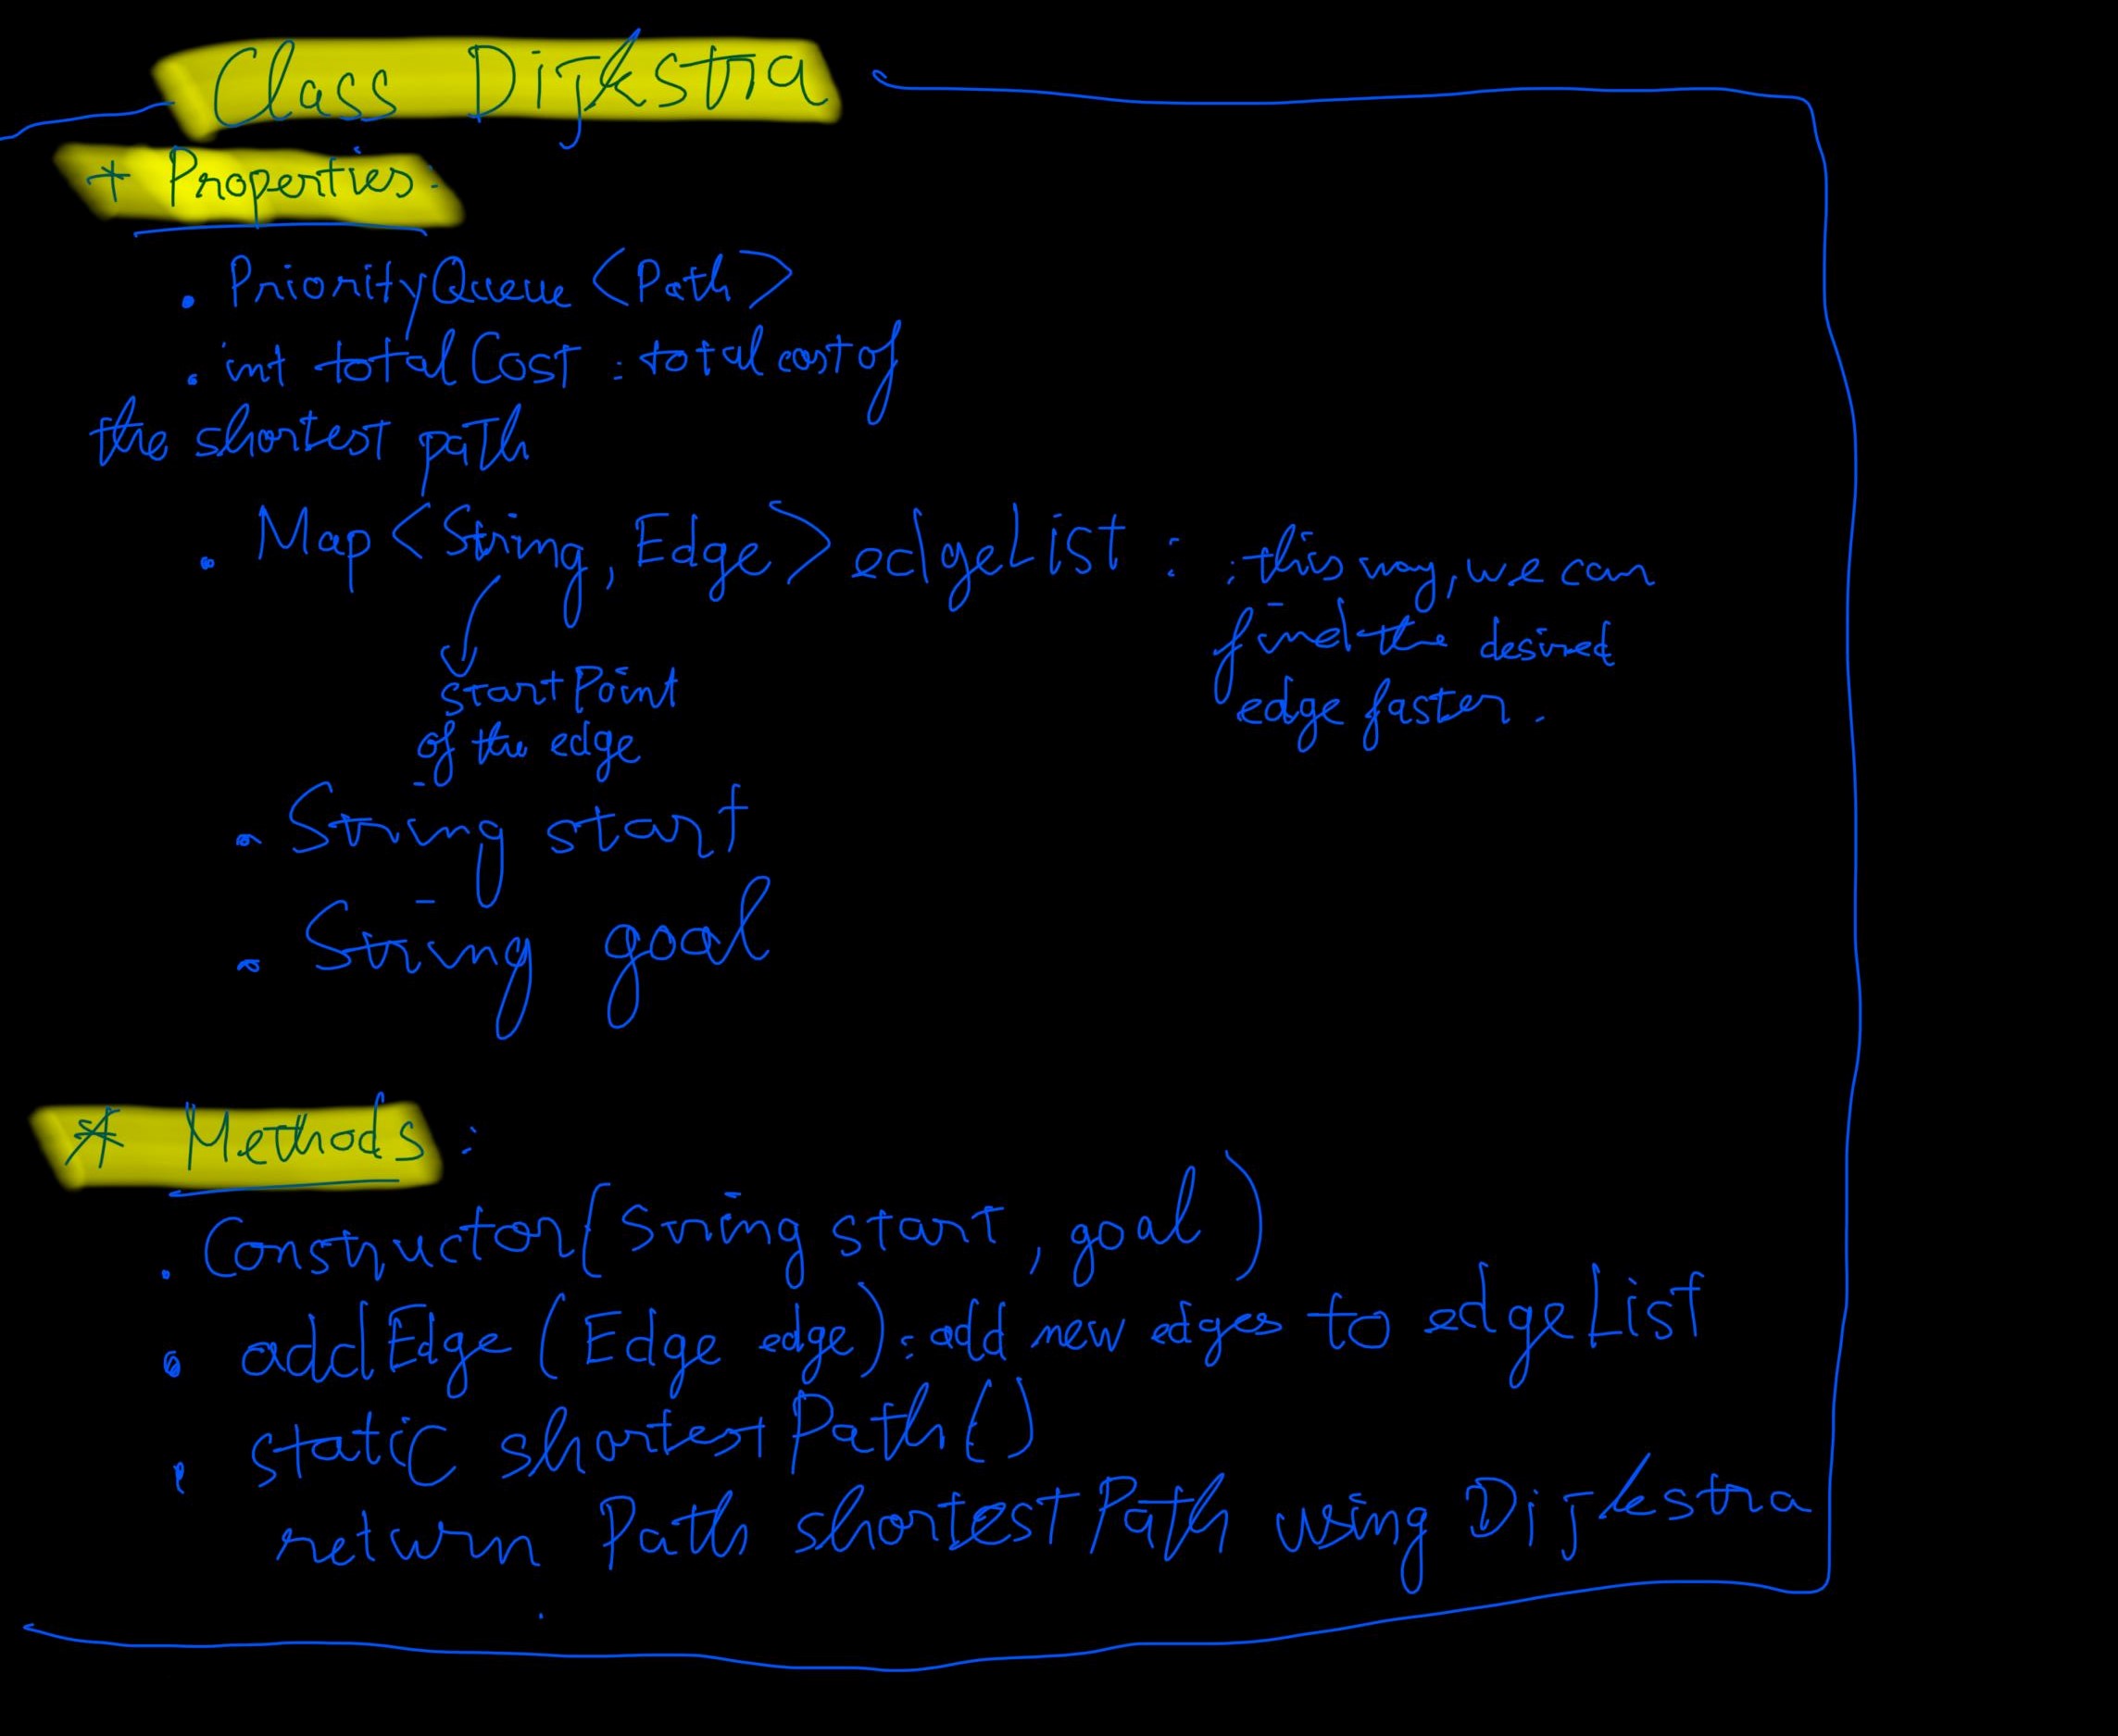 Class Dijkstra
+ Properties:
. PriorityQueue <Path>
. int totalCost : total cost of
the shortest path
. Map <String, Edge> edgeList : : this way, we can
find the desired
edge faster.
startPoint
of the edge
. String start
. String goal
* Methods :
. Constructor (String start, goal)
. addEdge (Edge edge) : add new edges to edgeList
. static shortestPath ()
return Path shortestPath using Dijkstra
.